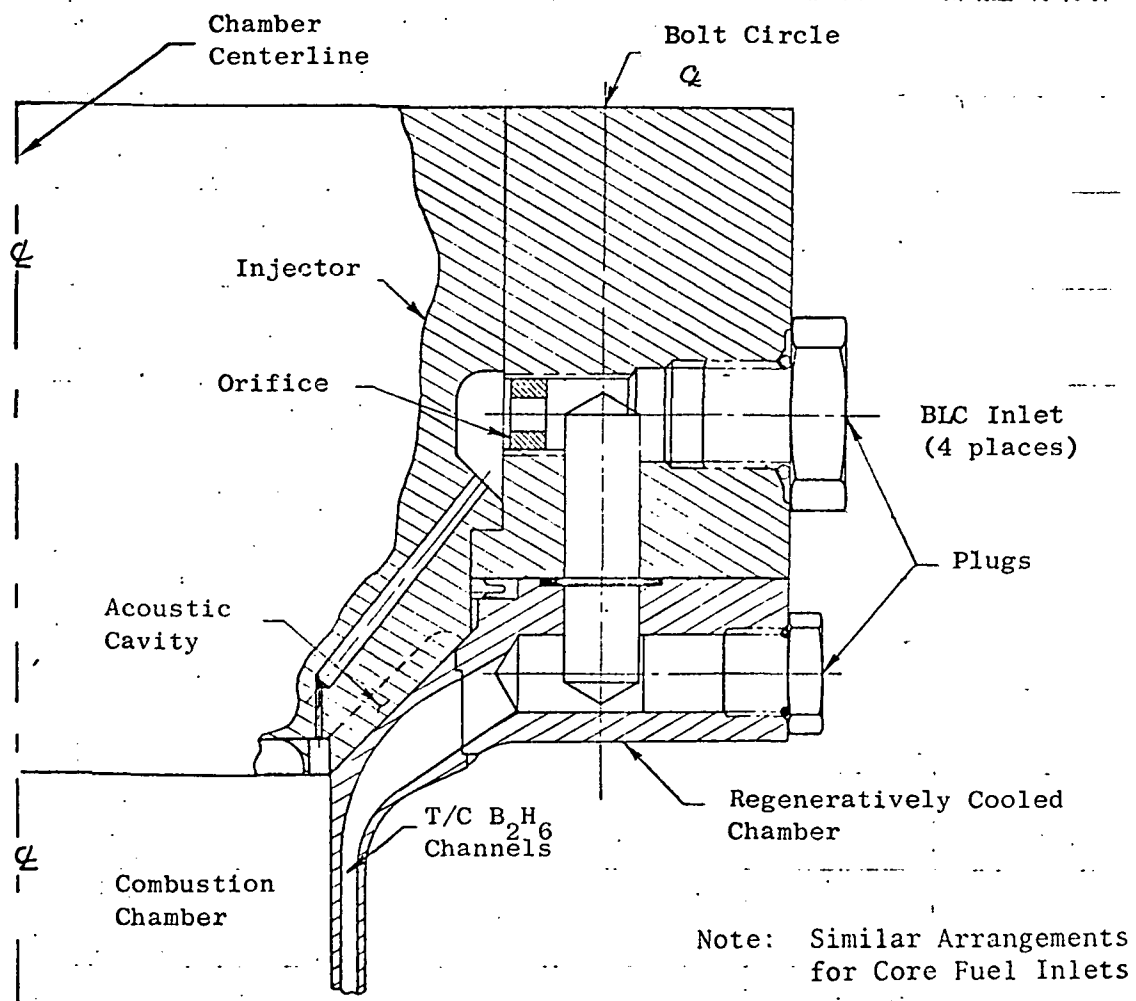 Chamber
Centerline
Bolt Circle
℄
℄
Injector
Orifice
BLC Inlet
(4 places)
Plugs
Acoustic
Cavity
Regeneratively Cooled
Chamber
T/C B2H6
Channels
℄
Combustion
Chamber
Note: Similar Arrangements
for Core Fuel Inlets